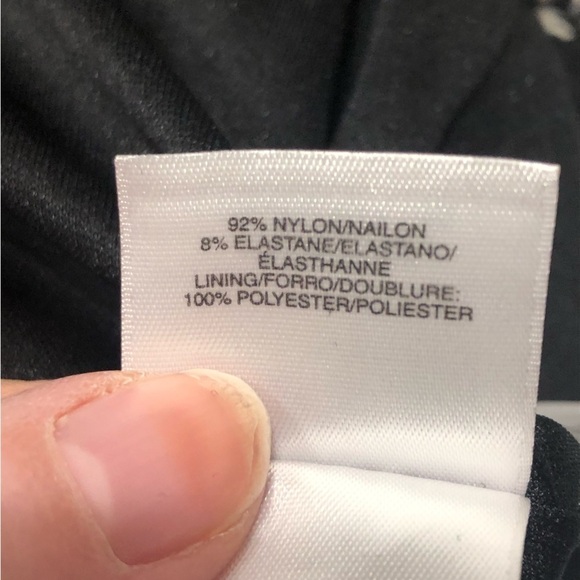 92% NYLON/NAILON
8% ELASTANE/ELASTANO/
ÉLASTHANNE
LINING/FORRO/DOUBLURE:
100% POLYESTER/POLIESTER